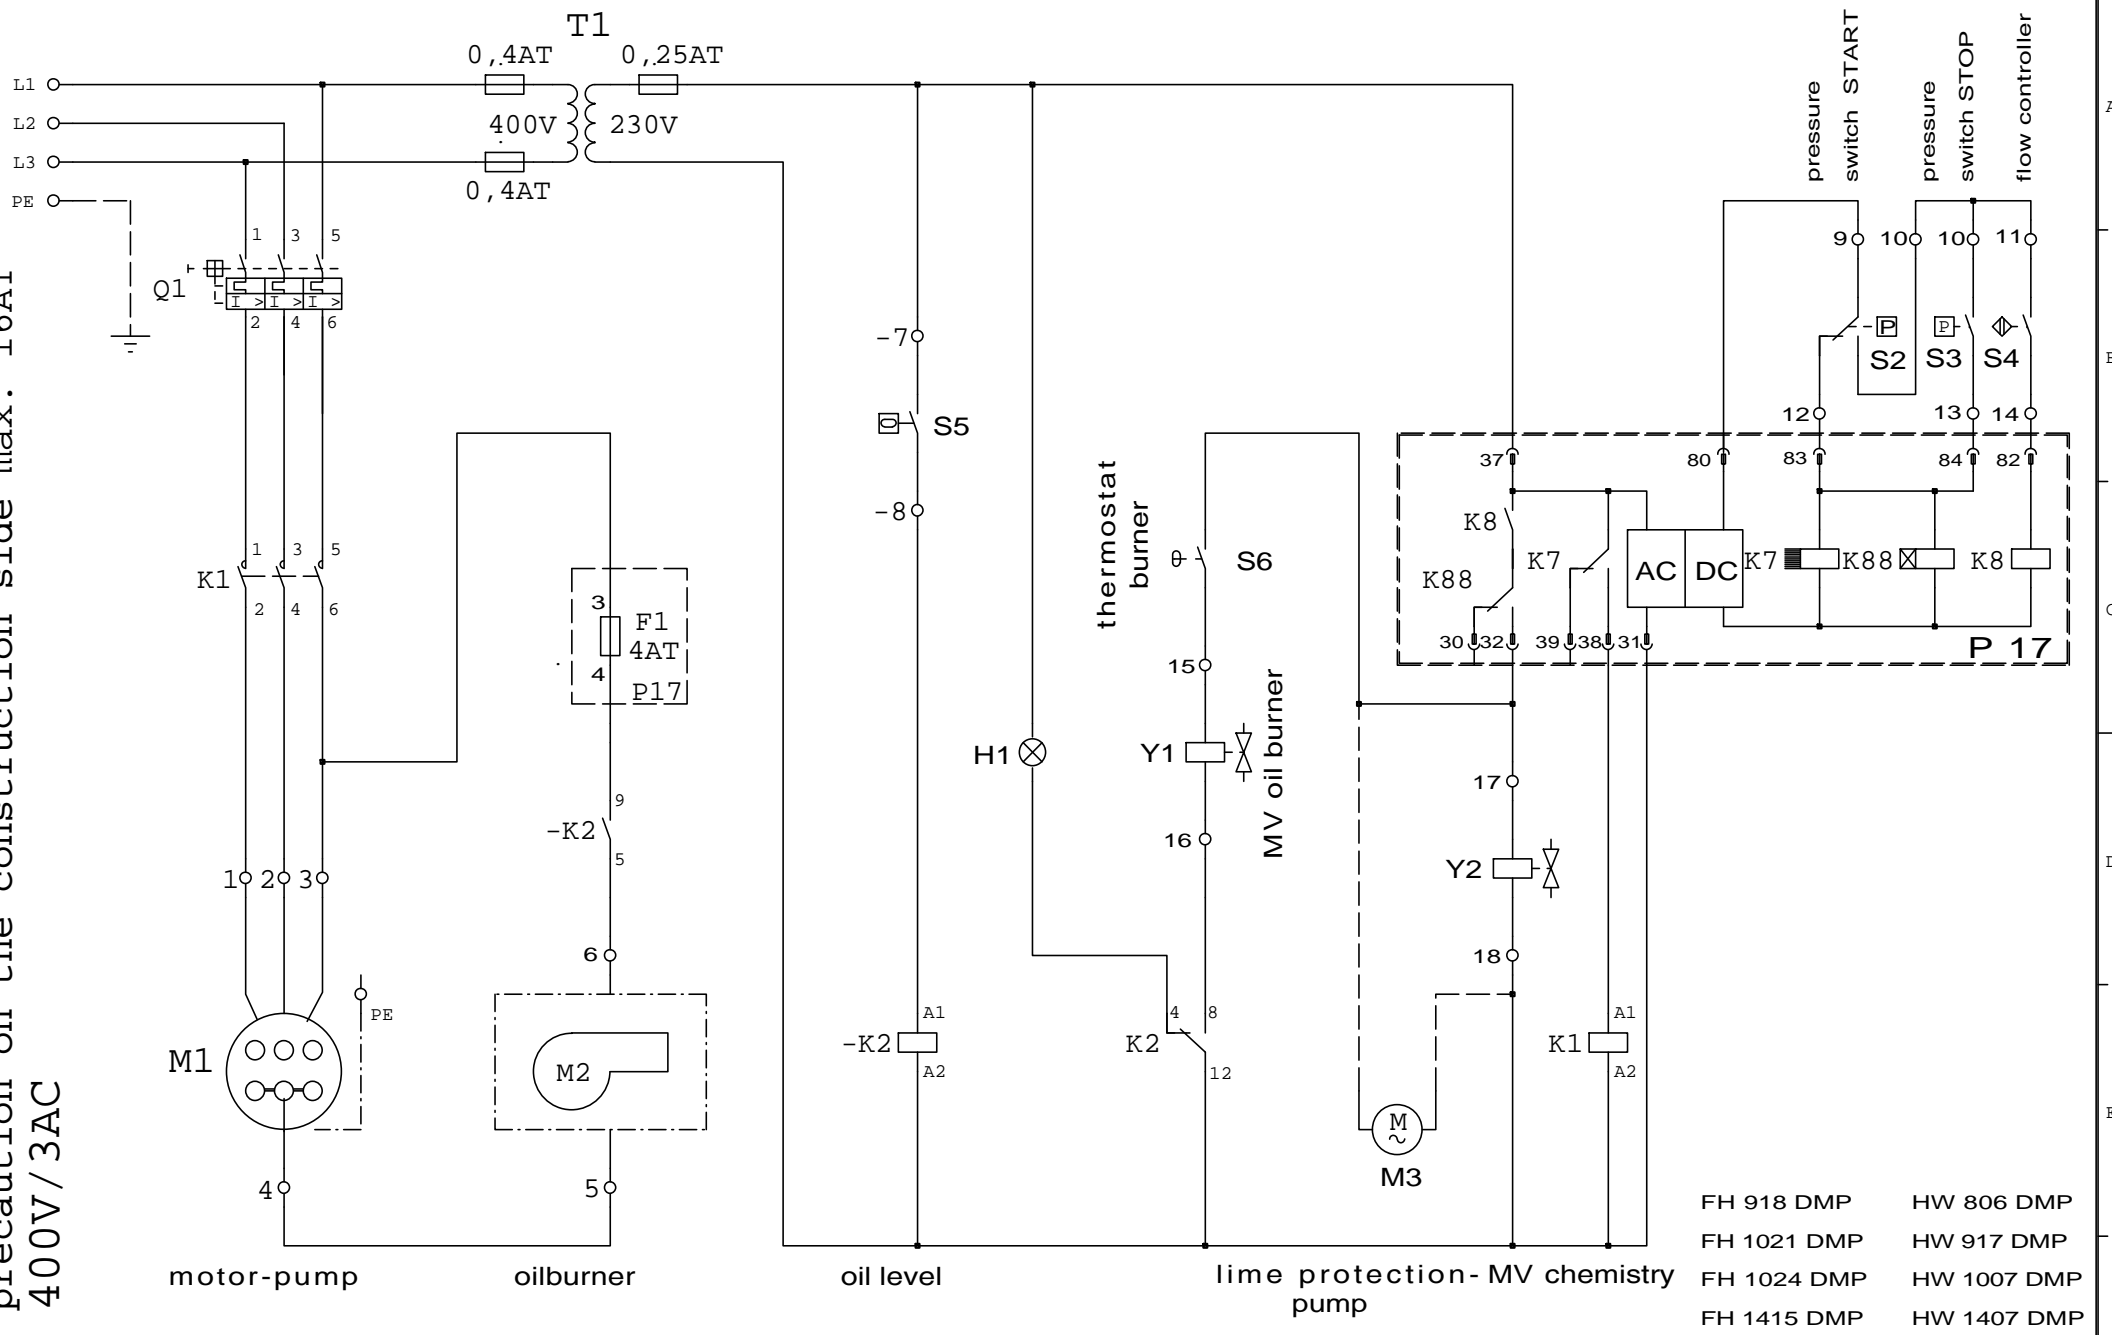 T1
0,4AT
0,25AT
L1
L2
400V
230V
L3
0,4AT
PE
pressure
switch START
pressure
switch STOP
flow controller
A
1 3 5
9 10 10 11
Q1
I > I > I >
2 4 6
-7
P
P
S2 S3 S4
S5
12 13 14
-8
37 80 83 84 82
thermostat
burner
K8
K7
K88
AC DC
K7 K88 K8
1 3 5
K1
2 4 6
S6
3
F1
4AT
4
P17
30 32 39 38 31
P 17
15
Y1
MV oil burner
H1
16
17
Y2
18
9
-K2
5
1 2 3
6
PE
M1
M2
A1
-K2
A2
4 8
K2
12
A1
K1
A2
M
M3
4
5
precaution on the construction side max. 16AT
400V/3AC
motor-pump
oilburner
oil level
lime protection- MV chemistry
pump
FH 918 DMP HW 806 DMP
FH 1021 DMP HW 917 DMP
FH 1024 DMP HW 1007 DMP
FH 1415 DMP HW 1407 DMP